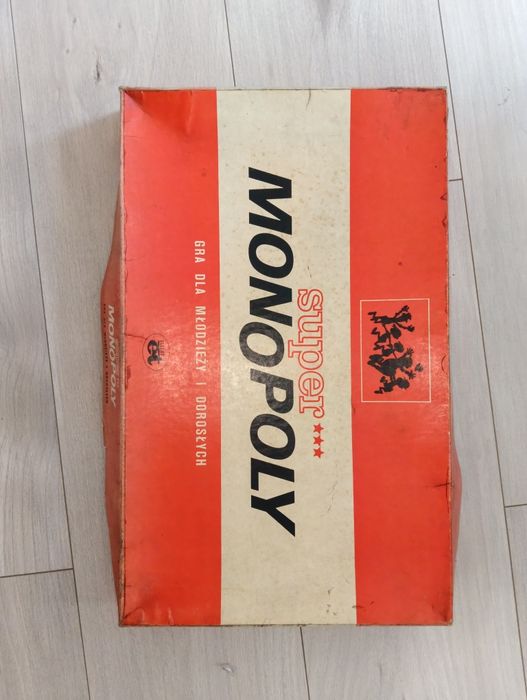 super***
MONOPOLY
GRA DLA MŁODZIEŻY I DOROSŁYCH
MONOPOLY